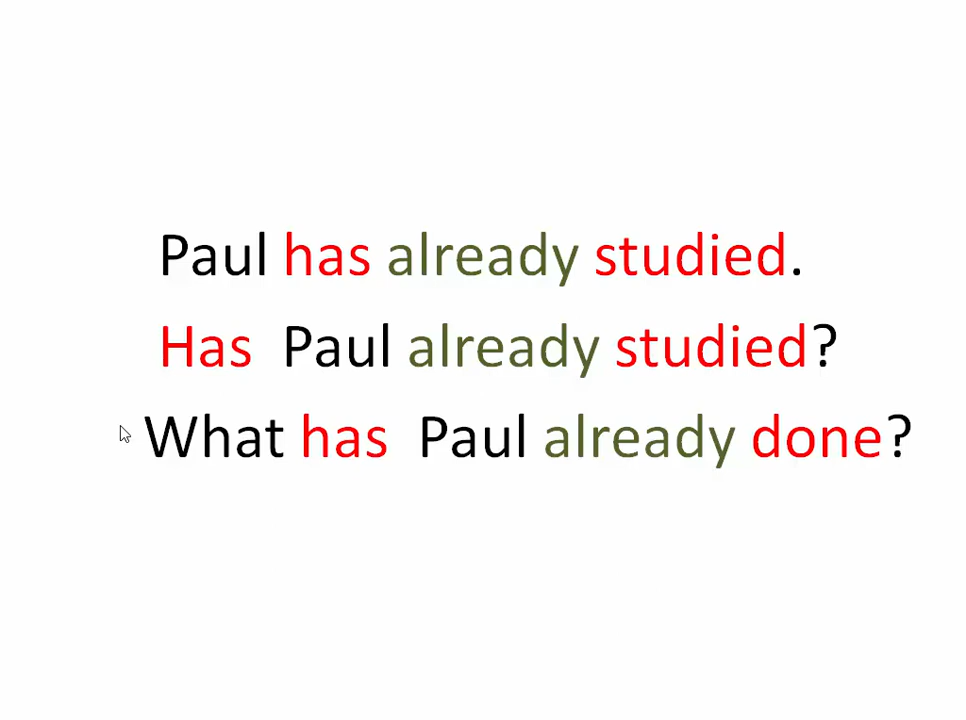 Paul has already studied.
Has Paul already studied?
What has Paul already done?